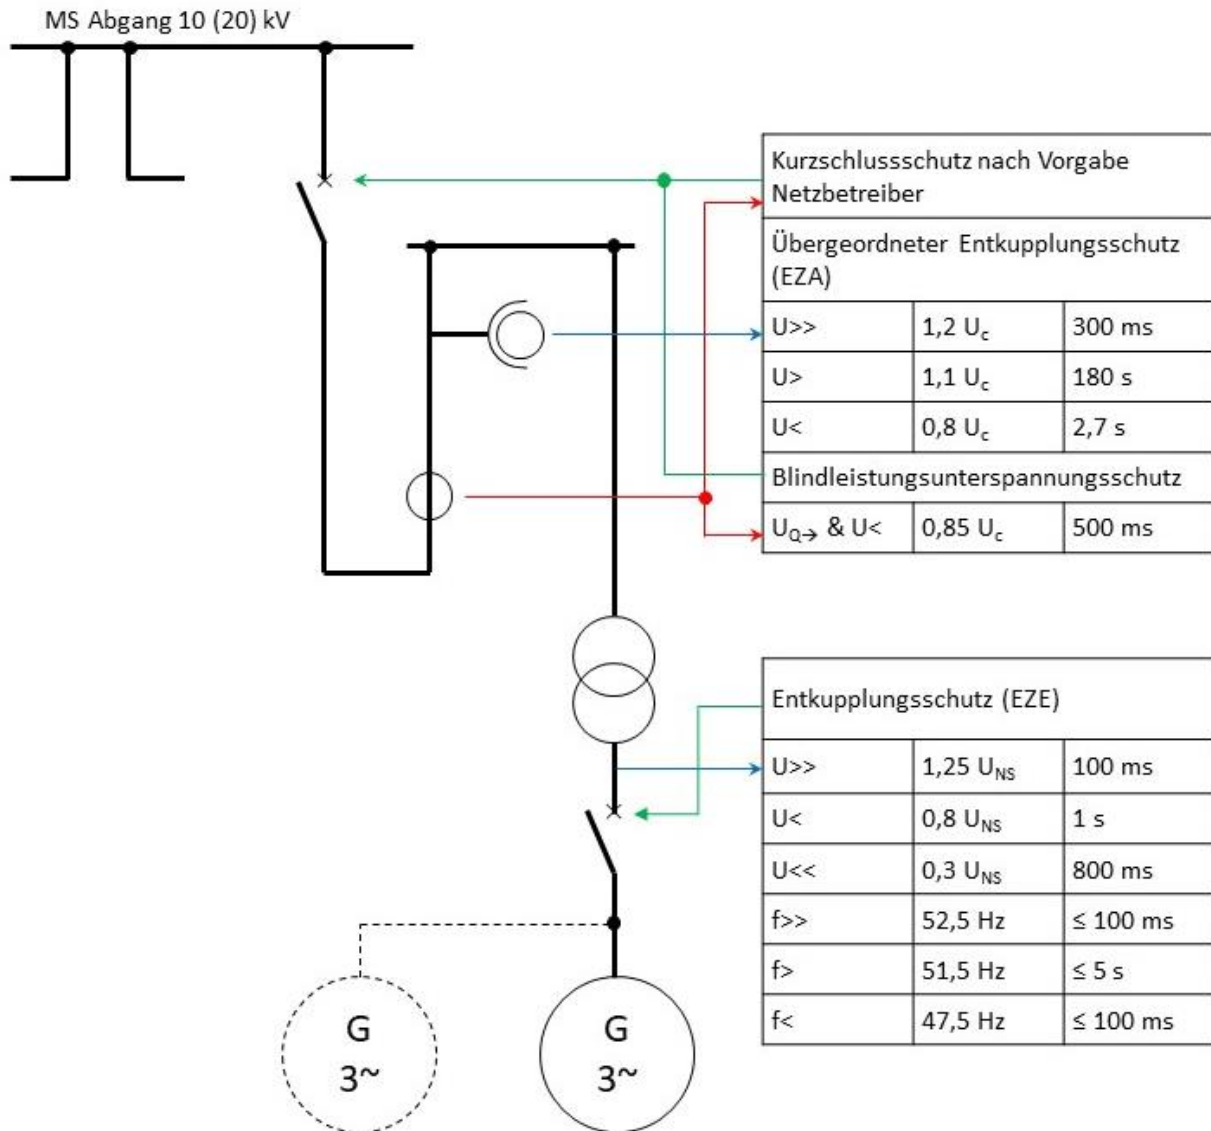 MS Abgang 10 (20) kV
Kurzschlussschutz nach Vorgabe
Netzbetreiber
Übergeordneter Entkupplungsschutz
(EZA)
U>> 1,2 Uc 300 ms
U> 1,1 Uc 180 s
U< 0,8 Uc 2,7 s
Blindleistungsunterspannungsschutz
UQ→ & U< 0,85 Uc 500 ms
Entkupplungsschutz (EZE)
U>> 1,25 UNS 100 ms
U< 0,8 UNS 1 s
U<< 0,3 UNS 800 ms
f>> 52,5 Hz ≤ 100 ms
f> 51,5 Hz ≤ 5 s
f< 47,5 Hz ≤ 100 ms
G
3~
G
3~